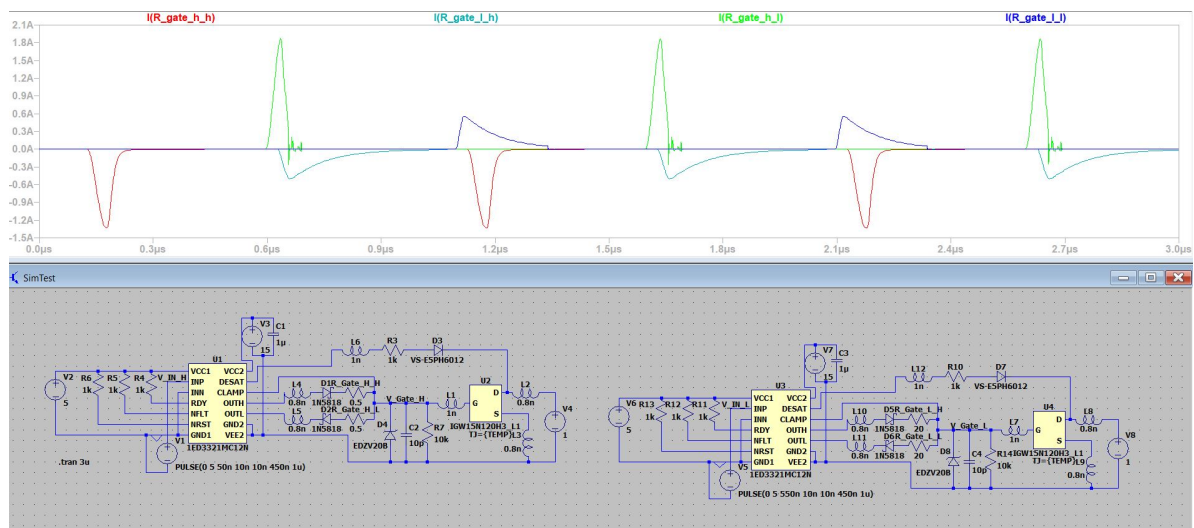 I(R_gate_h_h) I(R_gate_l_h) I(R_gate_h_l) I(R_gate_l_l)
2.1A
1.8A
1.5A
1.2A
0.9A
0.6A
0.3A
0.0A
-0.3A
-0.6A
-0.9A
-1.2A
-1.5A
0.0µs 0.3µs 0.6µs 0.9µs 1.2µs 1.5µs 1.8µs 2.1µs 2.4µs 2.7µs 3.0µs
SimTest
V3
15
C1
1µ
L6
1n
R3
1k
D3
VS-E5PH6012
U1
VCC1 VCC2
INP DESAT
INN CLAMP
RDY OUTH
NFLT OUTL
NRST GND2
GND1 VEE2
1ED3321MC12N
V2
5
R6
1k
R5
1k
R4
1k
V_IN_H
L4
0.8n
D1
1N5818
R_Gate_H_H
0.5
L5
0.8n
D2
1N5818
R_Gate_H_L
0.5
V_Gate_H
L1
1n
U2
D
G
S
IGW15N120H3_L1
TJ={TEMP}
L2
0.8n
L3
0.8n
V4
1
D4
EDZV20B
C2
10p
R7
10k
V1
PULSE(0 5 50n 10n 10n 450n 1u)
.tran 3u
V7
15
C3
1µ
L12
1n
R10
1k
D7
VS-E5PH6012
U3
VCC1 VCC2
INP DESAT
INN CLAMP
RDY OUTH
NFLT OUTL
NRST GND2
GND1 VEE2
1ED3321MC12N
V6
5
R13
1k
R12
1k
R11
1k
V_IN_L
L10
0.8n
D5
1N5818
R_Gate_L_H
20
L11
0.8n
D6
1N5818
R_Gate_L_L
20
V_Gate_L
L7
1n
U4
D
G
S
IGW15N120H3_L1
TJ={TEMP}
L8
0.8n
L9
0.8n
V8
1
D8
EDZV20B
C4
10p
R14
10k
V5
PULSE(0 5 550n 10n 10n 450n 1u)